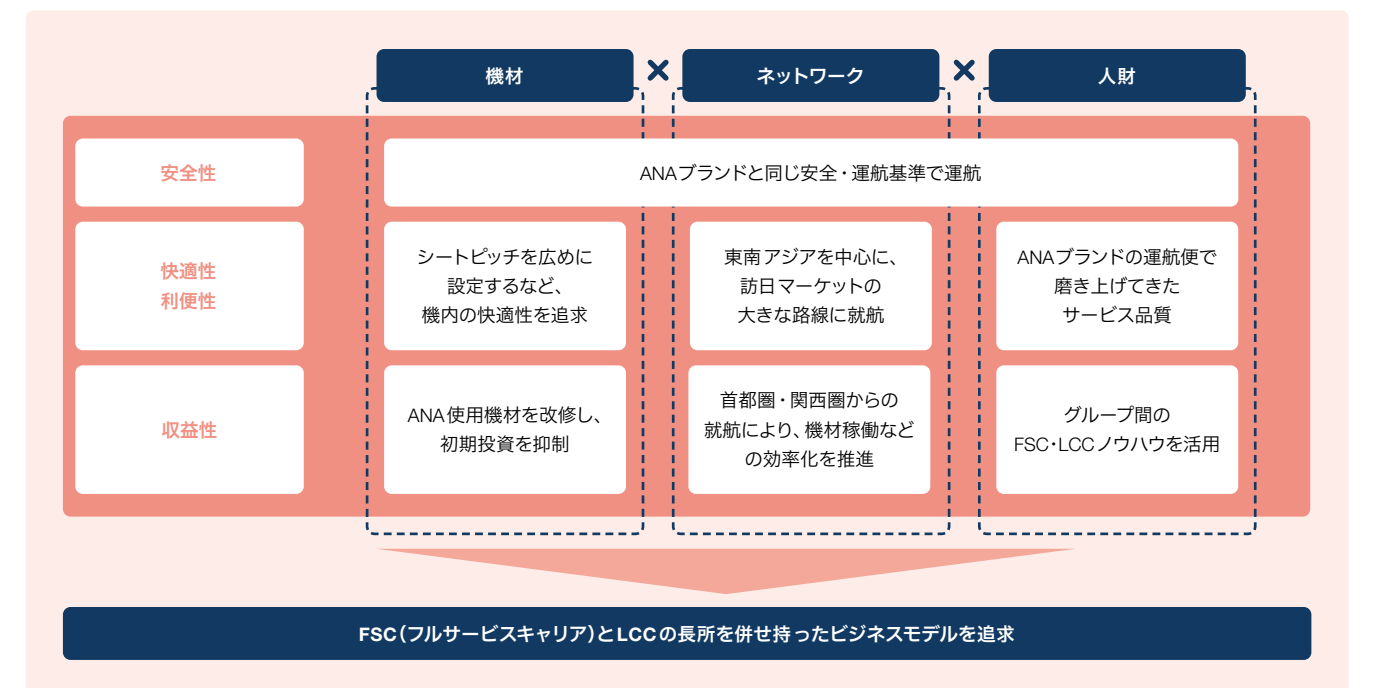 機材 × ネットワーク × 人財
安全性
ANAブランドと同じ安全・運航基準で運航
快適性
利便性
シートピッチを広めに
設定するなど、
機内の快適性を追求
東南アジアを中心に、
訪日マーケットの
大きな路線に就航
ANAブランドの運航便で
磨き上げてきた
サービス品質
収益性
ANA使用機材を改修し、
初期投資を抑制
首都圏・関西圏からの
就航により、機材稼働など
の効率化を推進
グループ間の
FSC・LCCノウハウを活用
FSC(フルサービスキャリア)とLCCの長所を併せ持ったビジネスモデルを追求